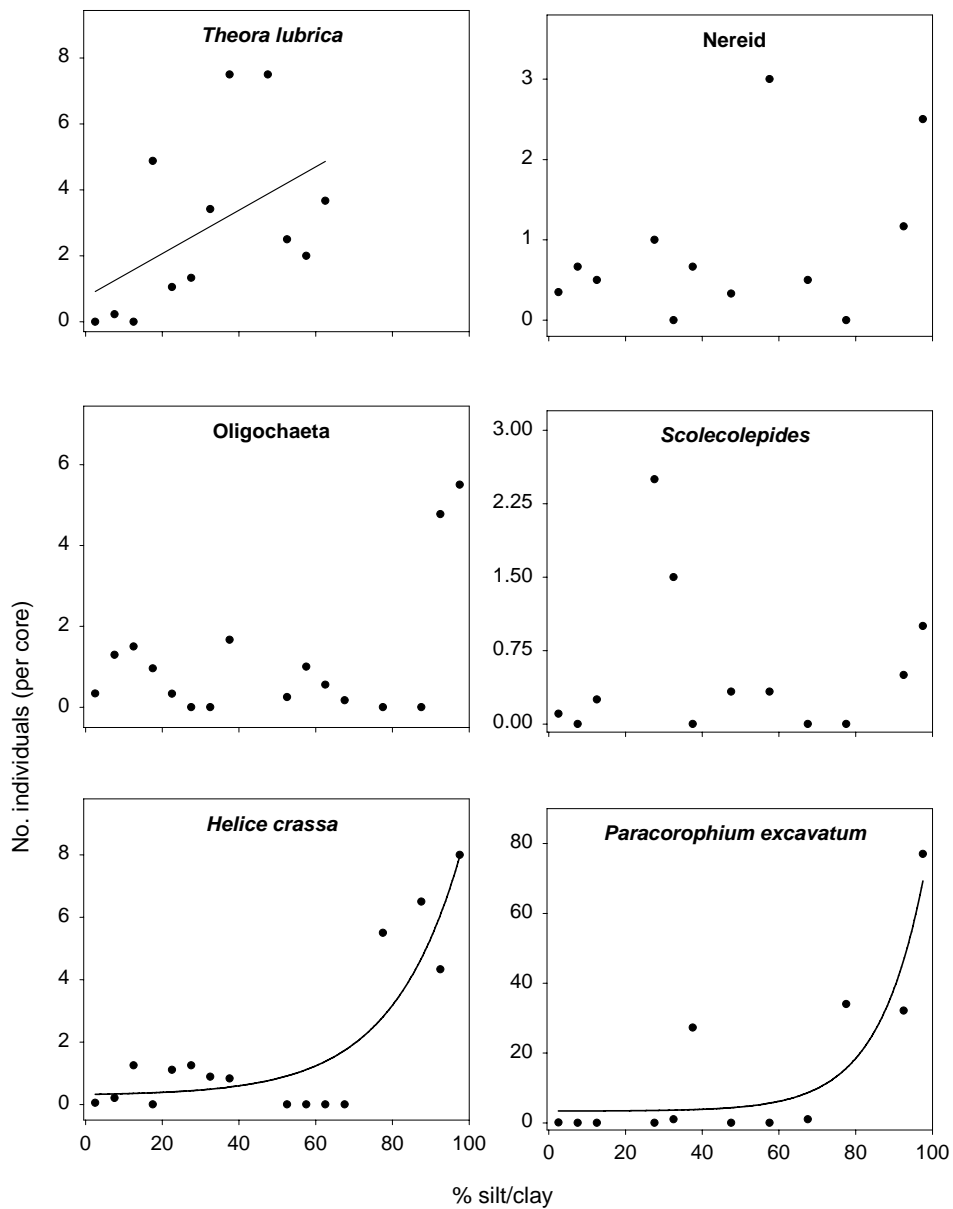 Theora lubrica
8
6
4
2
0
Nereid
3
2
1
0
Oligochaeta
6
4
2
0
Scolecolepides
3.00
2.25
1.50
0.75
0.00
No. individuals (per core)
Helice crassa
8
6
4
2
0
0 20 40 60 80 100
Paracorophium excavatum
80
60
40
20
0
0 20 40 60 80 100
% silt/clay